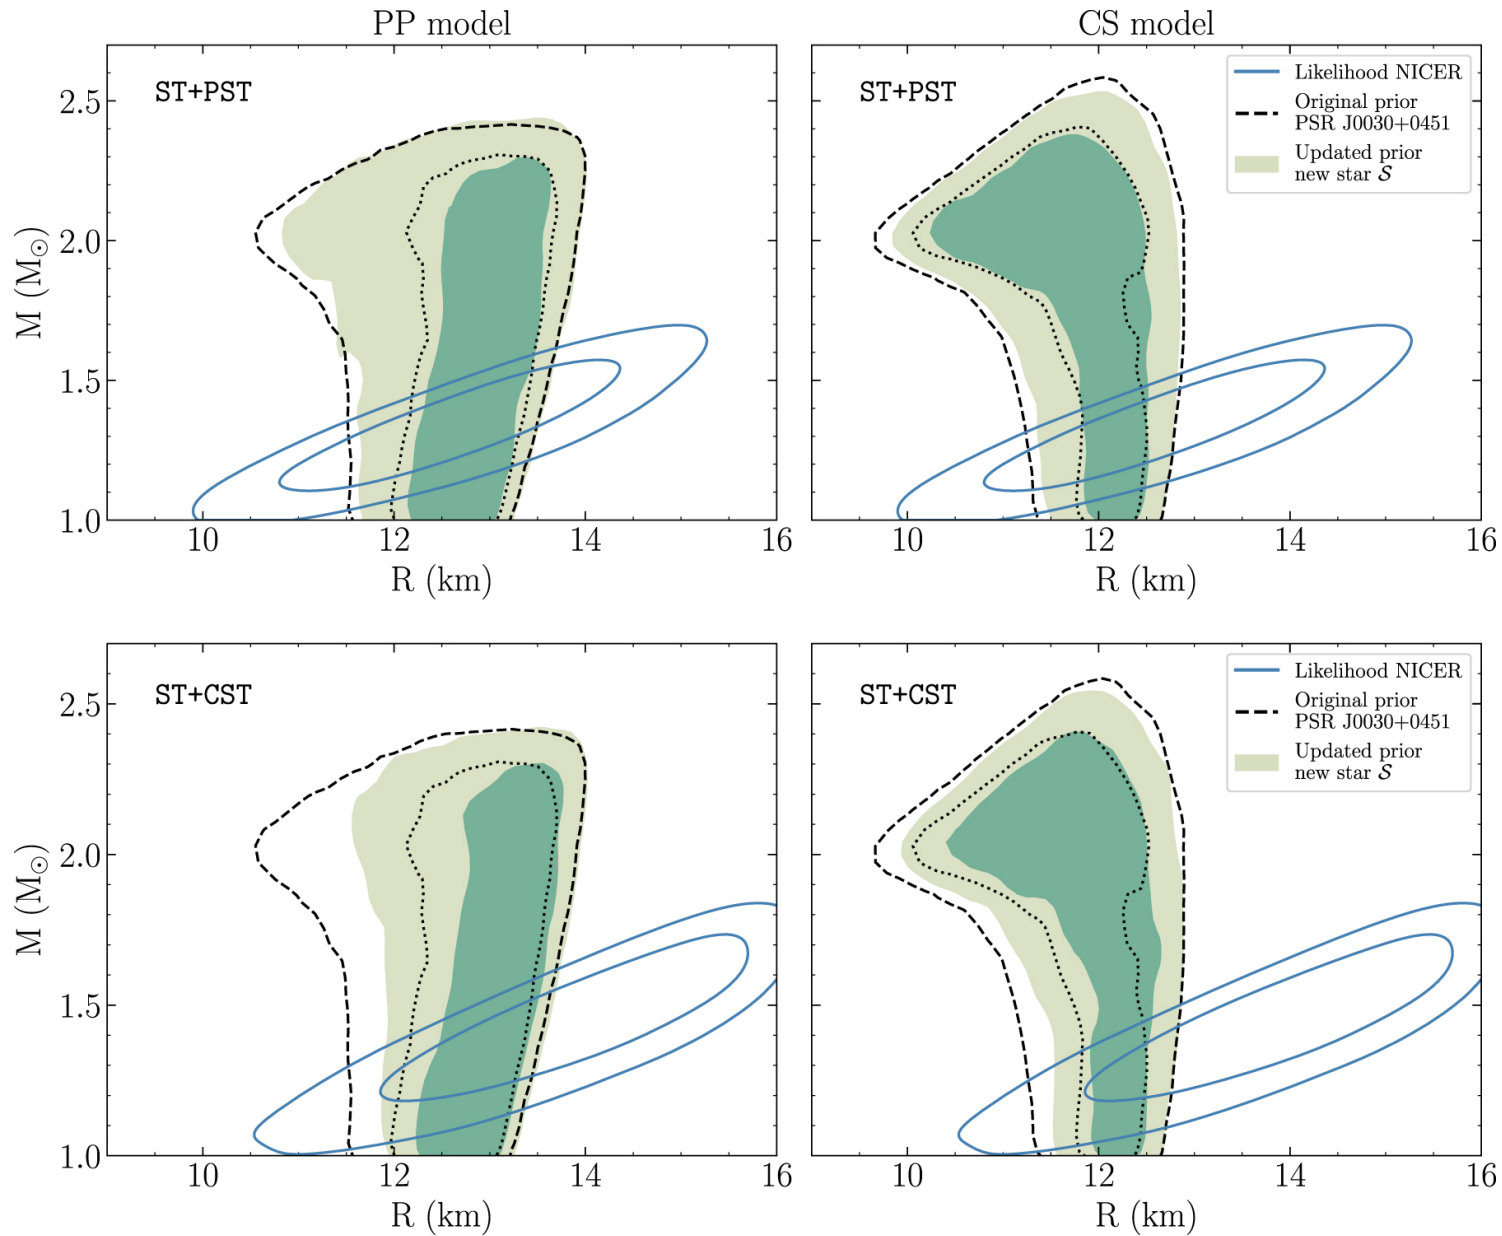 PP model
CS model
ST+PST
ST+PST
Likelihood NICER
Original prior
PSR J0030+0451
Updated prior
new star 𝒮
2.5
2.0
1.5
1.0
M (M⊙)
10 12 14 16
10 12 14 16
R (km)
R (km)
ST+CST
ST+CST
Likelihood NICER
Original prior
PSR J0030+0451
Updated prior
new star 𝒮
2.5
2.0
1.5
1.0
M (M⊙)
10 12 14 16
10 12 14 16
R (km)
R (km)